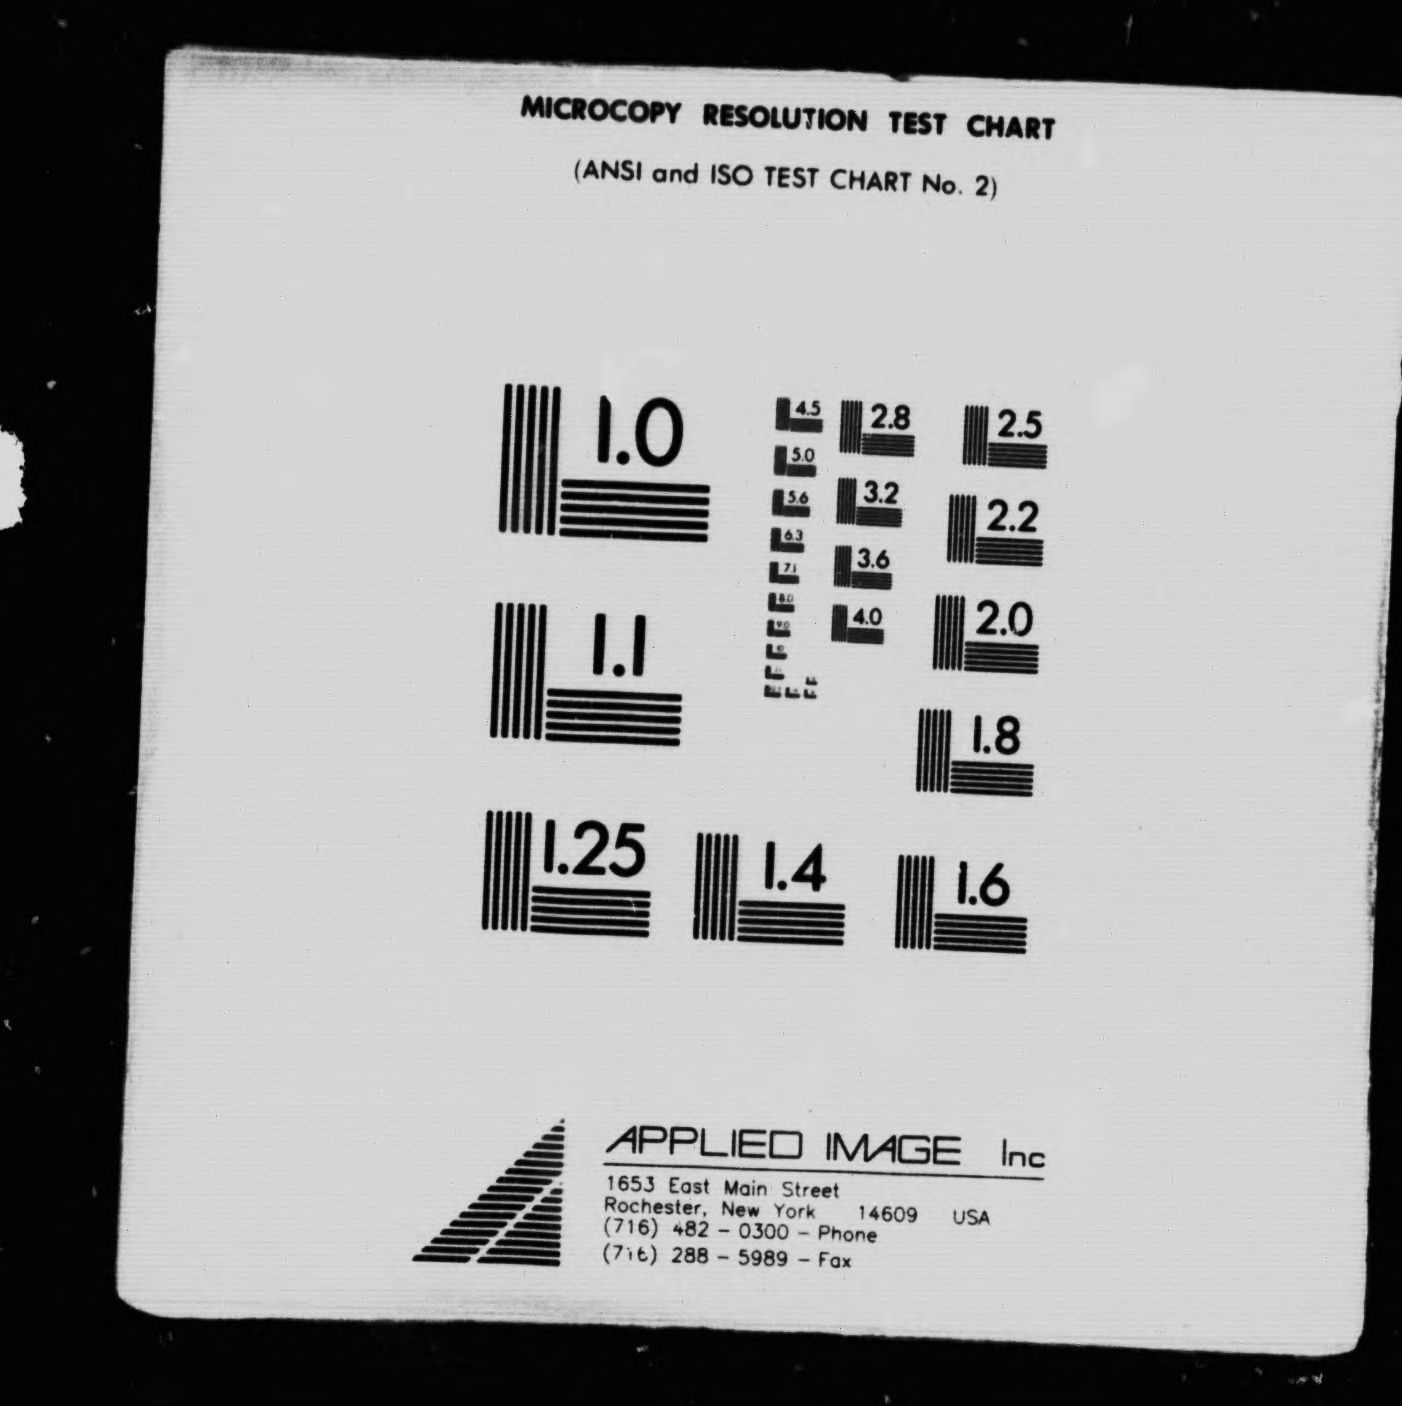 MICROCOPY RESOLUTION TEST CHART
(ANSI and ISO TEST CHART No. 2)
1.0
1.1
1.25
1.4
1.6
4.5
5.0
5.6
6.3
7.1
8.0
9.0
2.8
3.2
3.6
4.0
2.5
2.2
2.0
1.8
APPLIED IMAGE Inc
1653 East Main Street
Rochester, New York 14609 USA
(716) 482 - 0300 - Phone
(716) 288 - 5989 - Fax